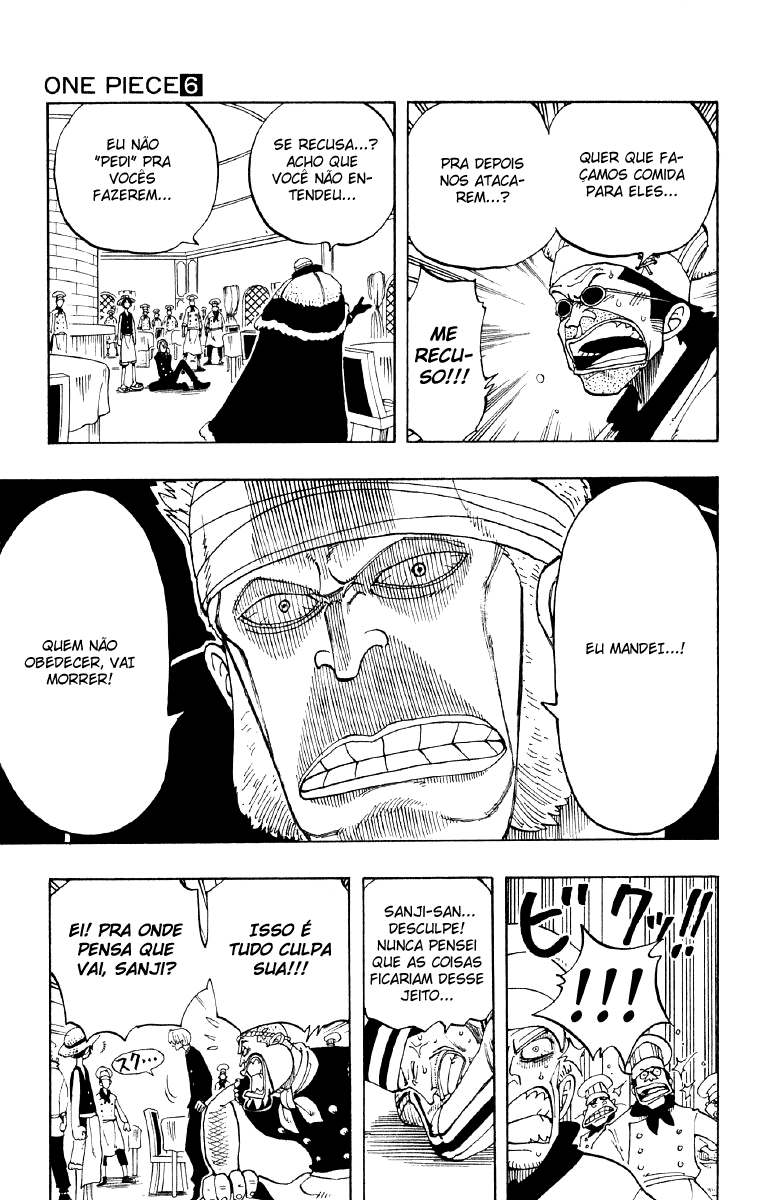 ONE PIECE 6
QUER QUE FA-
ÇAMOS COMIDA
PARA ELES...
PRA DEPOIS
NOS ATACA-
REM...?
ME
RECU-
SO!!!
SE RECUSA...?
ACHO QUE
VOCÊ NÃO EN-
TENDEU...
EU NÃO
"PEDI" PRA
VOCÊS
FAZEREM...
EU MANDEI...!
QUEM NÃO
OBEDECER, VAI
MORRER!
ビクッ!!
!!!
SANJI-SAN...
DESCULPE!
NUNCA PENSEI
QUE AS COISAS
FICARIAM DESSE
JEITO...
ISSO É
TUDO CULPA
SUA!!!
EI! PRA ONDE
PENSA QUE
VAI, SANJI?
スク...